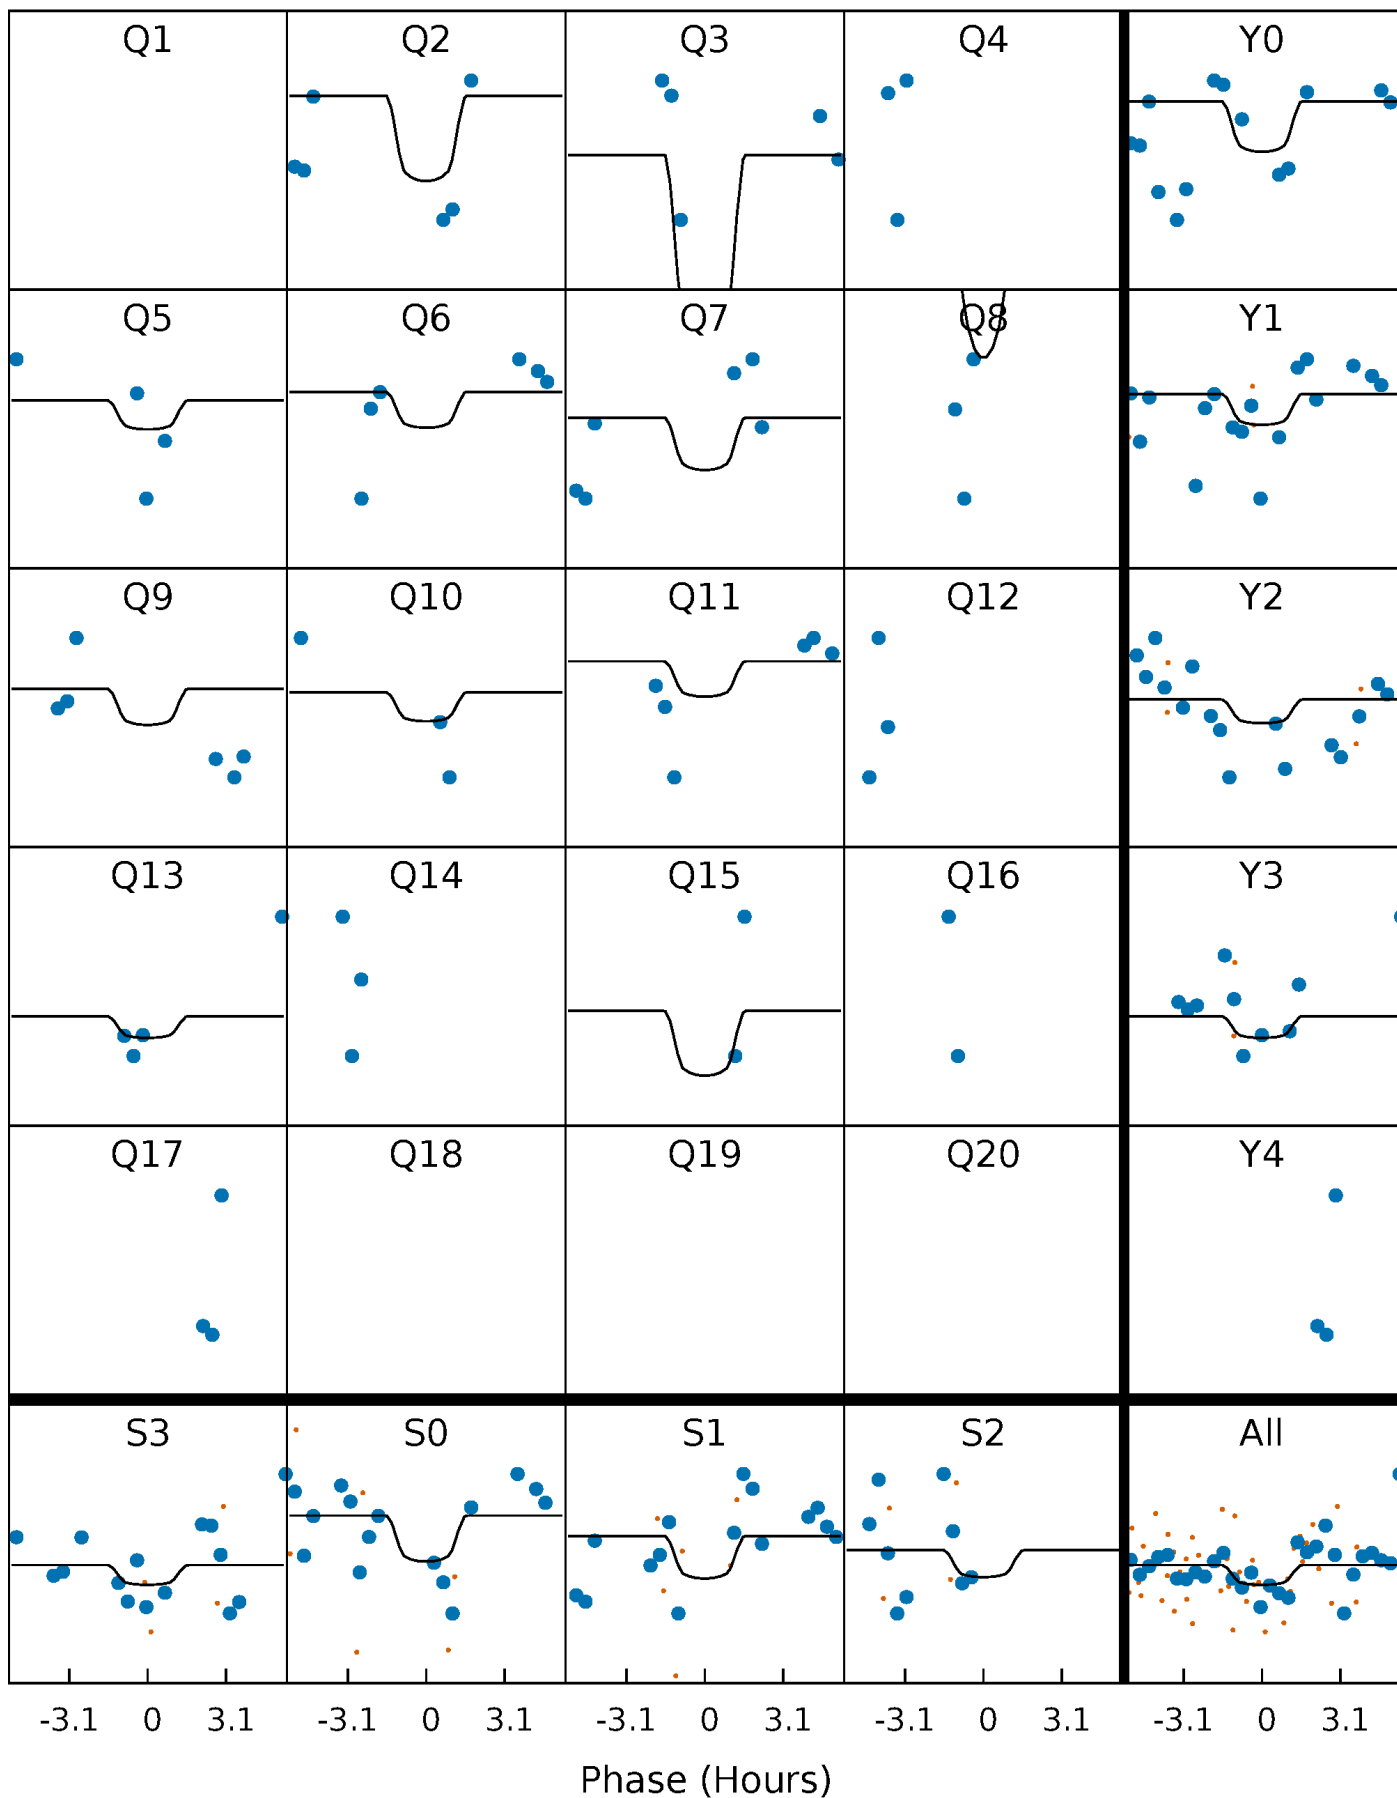 Q1 Q2 Q3 Q4 Y0
Q5 Q6 Q7 Q8 Y1
Q9 Q10 Q11 Q12 Y2
Q13 Q14 Q15 Q16 Y3
Q17 Q18 Q19 Q20 Y4
S3 S0 S1 S2 All
-3.1 0 3.1 -3.1 0 3.1 -3.1 0 3.1 -3.1 0 3.1 -3.1 0 3.1
Phase (Hours)